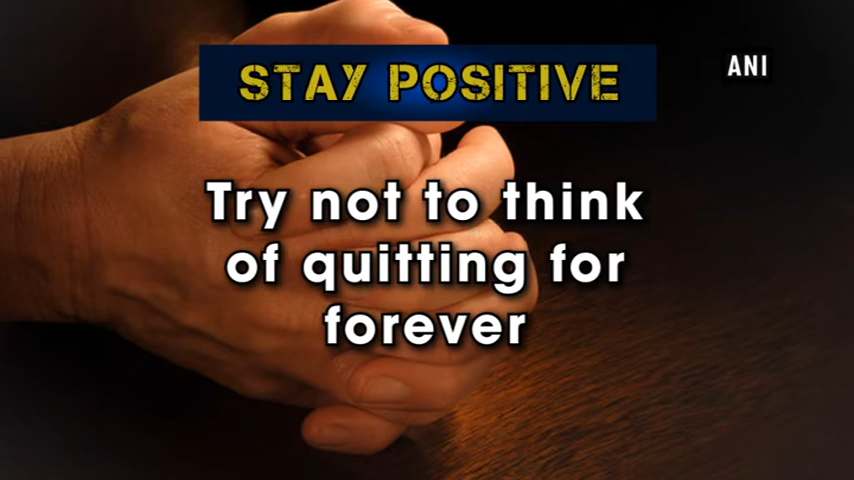 STAY POSITIVE
ANI
Try not to think
of quitting for
forever